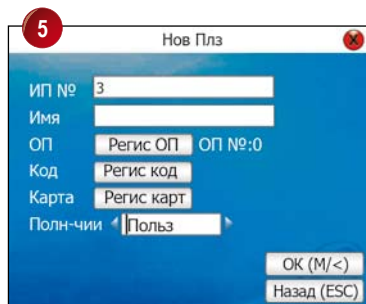 5
Нов Плз
ИП № 3
Имя
ОП Регис ОП ОП №:0
Код Регис код
Карта Регис карт
Полн-чии Польз
OK (M/<)
Назад (ESC)